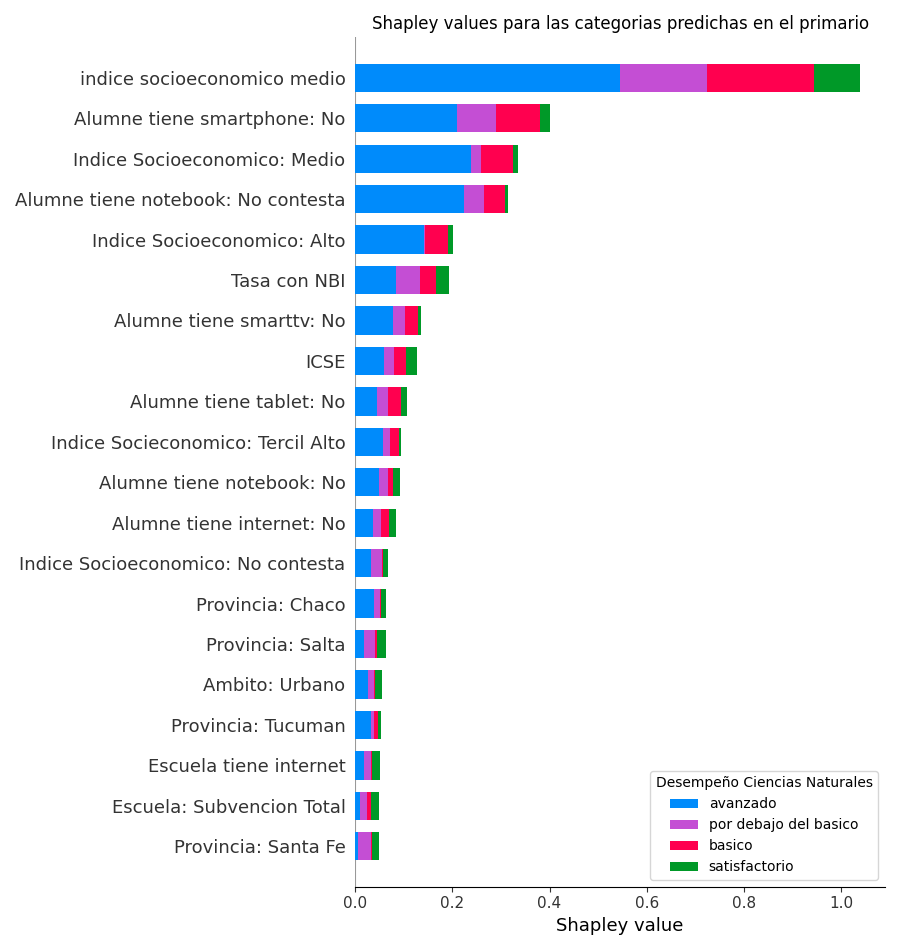 Shapley values para las categorias predichas en el primario
indice socioeconomico medio
Alumne tiene smartphone: No
Indice Socioeconomico: Medio
Alumne tiene notebook: No contesta
Indice Socioeconomico: Alto
Tasa con NBI
Alumne tiene smarttv: No
ICSE
Alumne tiene tablet: No
Indice Socieconomico: Tercil Alto
Alumne tiene notebook: No
Alumne tiene internet: No
Indice Socioeconomico: No contesta
Provincia: Chaco
Provincia: Salta
Ambito: Urbano
Provincia: Tucuman
Escuela tiene internet
Escuela: Subvencion Total
Provincia: Santa Fe
Desempeño Ciencias Naturales
avanzado
por debajo del basico
basico
satisfactorio
0.0 0.2 0.4 0.6 0.8 1.0
Shapley value